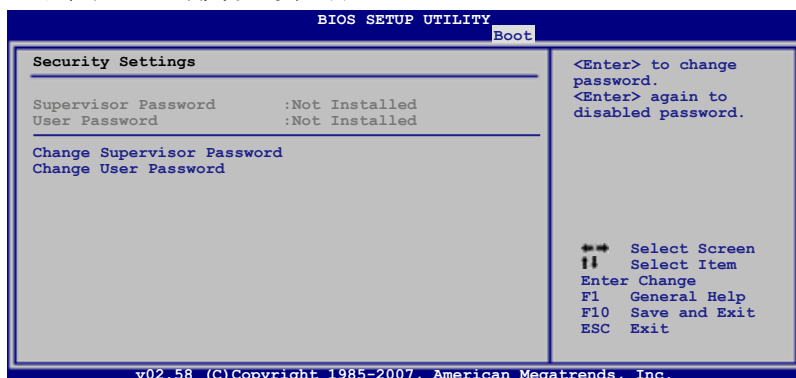 BIOS SETUP UTILITY
Boot
Security Settings
Supervisor Password :Not Installed
User Password :Not Installed
Change Supervisor Password
Change User Password
<Enter> to change
password.
<Enter> again to
disabled password.
Select Screen
Select Item
Enter Change
F1 General Help
F10 Save and Exit
ESC Exit
v02.58 (C)Copyright 1985-2007, American Megatrends, Inc.